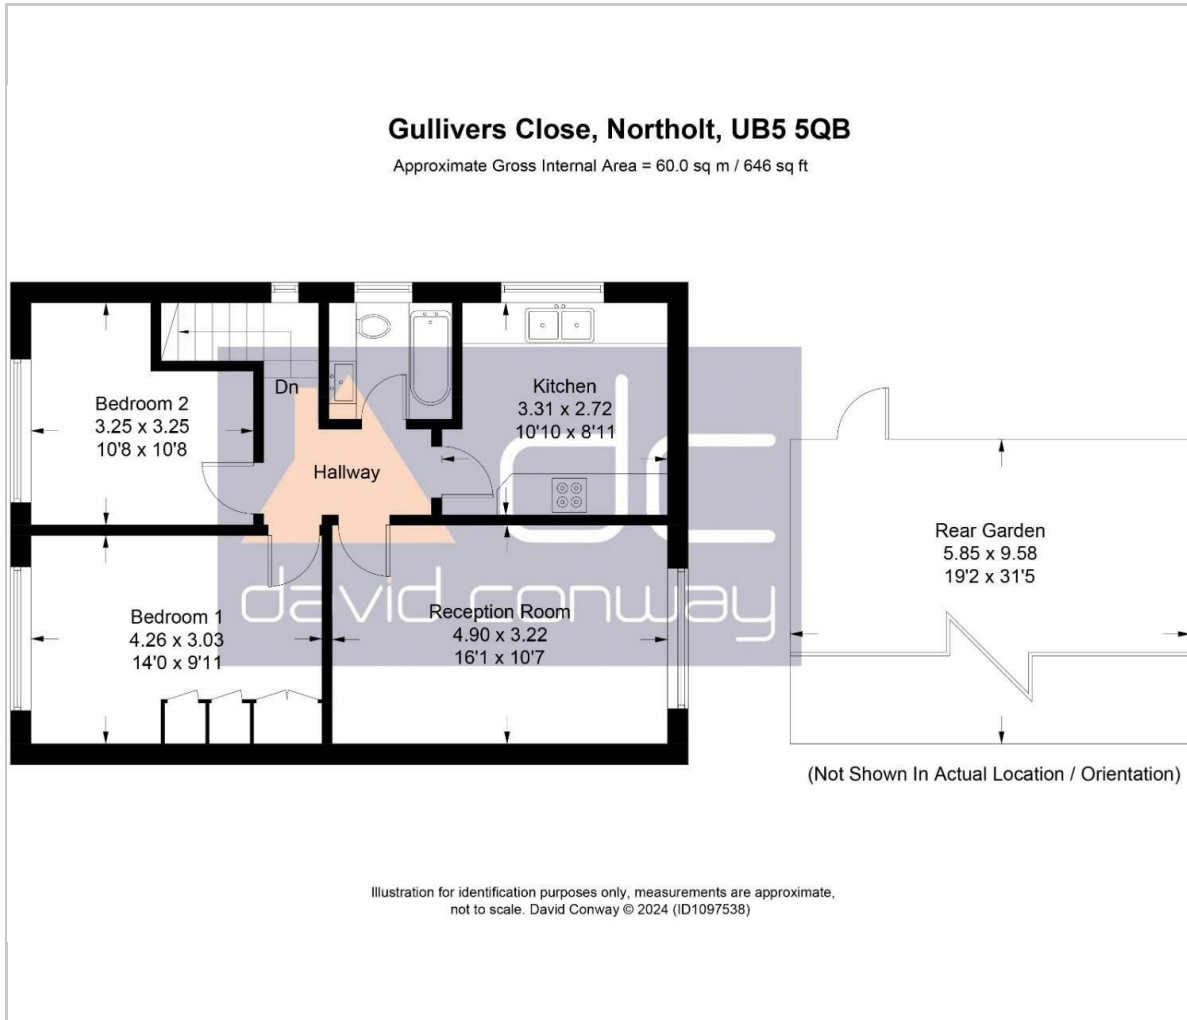 Gullivers Close, Northolt, UB5 5QB
Approximate Gross Internal Area = 60.0 sq m / 646 sq ft
Dn
Bedroom 2
3.25 x 3.25
10'8 x 10'8
Kitchen
3.31 x 2.72
10'10 x 8'11
Hallway
dc
david conway
Bedroom 1
4.26 x 3.03
14'0 x 9'11
Reception Room
4.90 x 3.22
16'1 x 10'7
Rear Garden
5.85 x 9.58
19'2 x 31'5
(Not Shown In Actual Location / Orientation)
Illustration for identification purposes only, measurements are approximate,
not to scale. David Conway © 2024 (ID1097538)